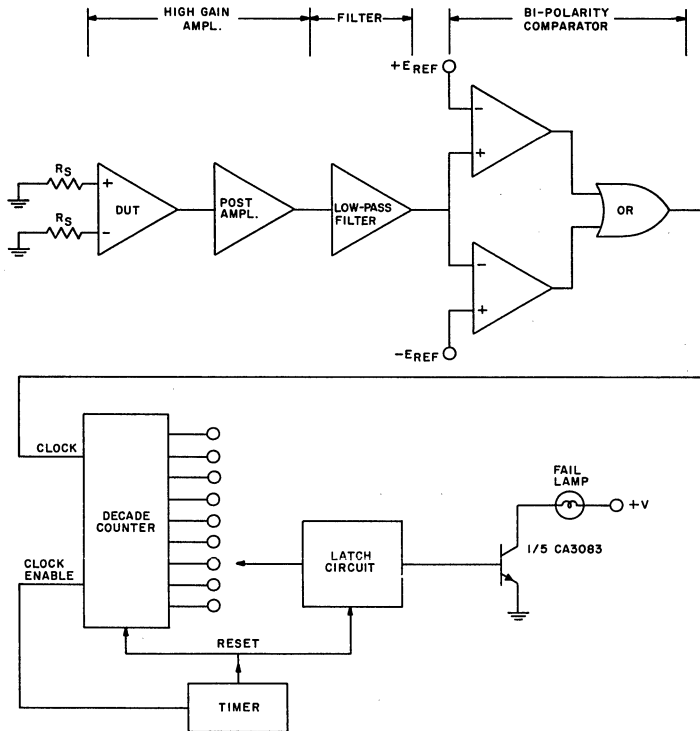 HIGH GAIN
AMPL.
FILTER
BI-POLARITY
COMPARATOR
+EREF
-
+
RS
+
DUT
-
RS
POST
AMPL.
LOW-PASS
FILTER
OR
-
+
-EREF
CLOCK
DECADE
COUNTER
CLOCK
ENABLE
LATCH
CIRCUIT
FAIL
LAMP
+V
1/5 CA3083
RESET
TIMER